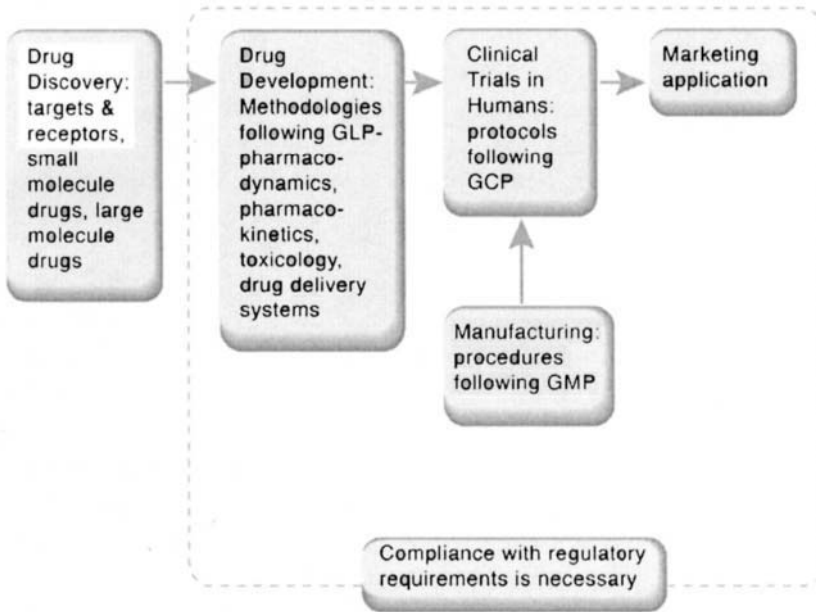 Drug
Discovery:
targets &
receptors,
small
molecule
drugs, large
molecule
drugs
Drug
Development:
Methodologies
following GLP-
pharmaco-
dynamics,
pharmaco-
kinetics,
toxicology,
drug delivery
systems
Clinical
Trials in
Humans:
protocols
following
GCP
Marketing
application
Manufacturing:
procedures
following GMP
Compliance with regulatory
requirements is necessary